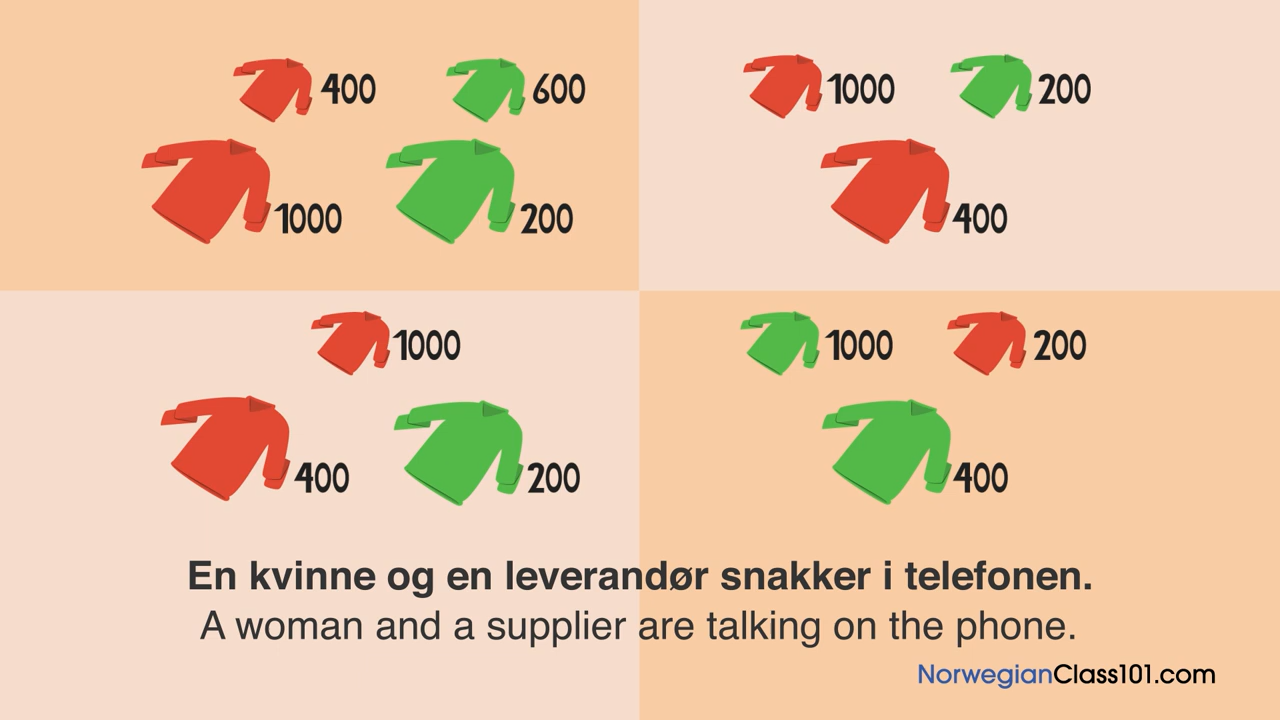 400 600
1000 200
1000 200
400
1000
400 200
1000 200
400
En kvinne og en leverandør snakker i telefonen.
A woman and a supplier are talking on the phone.
NorwegianClass101.com